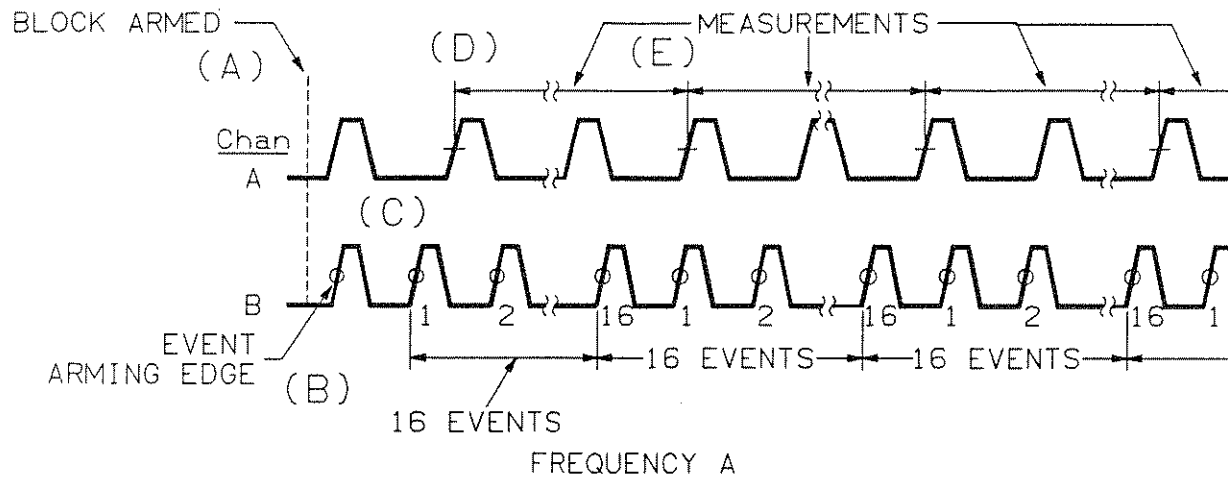 BLOCK ARMED
(A)
(D)
MEASUREMENTS
(E)
Chan
A
(C)
B
1 2 16 1 2 16 1 2 16 1
EVENT
ARMING EDGE
(B)
16 EVENTS 16 EVENTS
16 EVENTS
FREQUENCY A